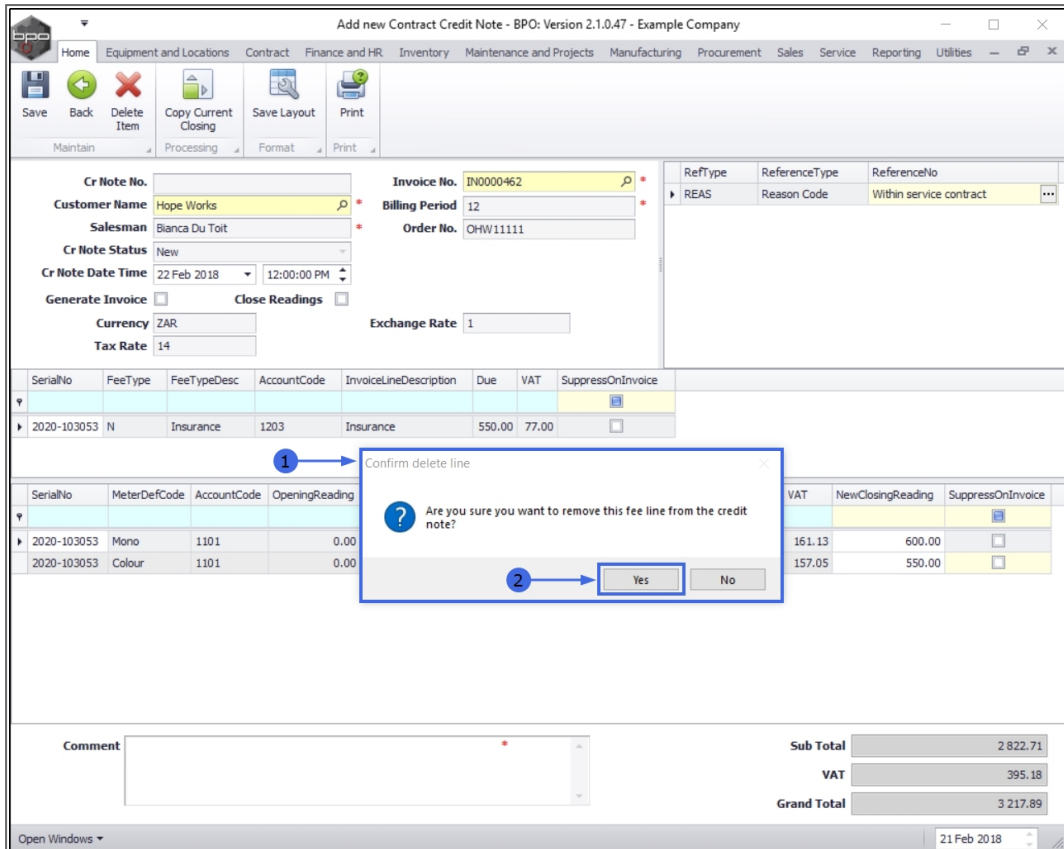 Add new Contract Credit Note - BPO: Version 2.1.0.47 - Example Company
bpo
Home Equipment and Locations Contract Finance and HR Inventory Maintenance and Projects Manufacturing Procurement Sales Service Reporting Utilities
Save Back Delete Item Copy Current Closing Save Layout Print
Maintain Processing Format Print
Cr Note No.
Invoice No. IN0000462 *
Customer Name Hope Works *
Billing Period 12 *
Salesman Bianca Du Toit *
Order No. OHW11111
Cr Note Status New
Cr Note Date Time 22 Feb 2018 12:00:00 PM
Generate Invoice Close Readings
Currency ZAR
Exchange Rate 1
Tax Rate 14
RefType ReferenceType ReferenceNo
REAS Reason Code Within service contract ...
SerialNo FeeType FeeTypeDesc AccountCode InvoiceLineDescription Due VAT SuppressOnInvoice
2020-103053 N Insurance 1203 Insurance 550.00 77.00
1
Confirm delete line
Are you sure you want to remove this fee line from the credit
note?
2
Yes No
SerialNo MeterDefCode AccountCode OpeningReading VAT NewClosingReading SuppressOnInvoice
2020-103053 Mono 1101 0.00 161.13 600.00
2020-103053 Colour 1101 0.00 157.05 550.00
Comment *
Sub Total 2 822.71
VAT 395.18
Grand Total 3 217.89
Open Windows
21 Feb 2018